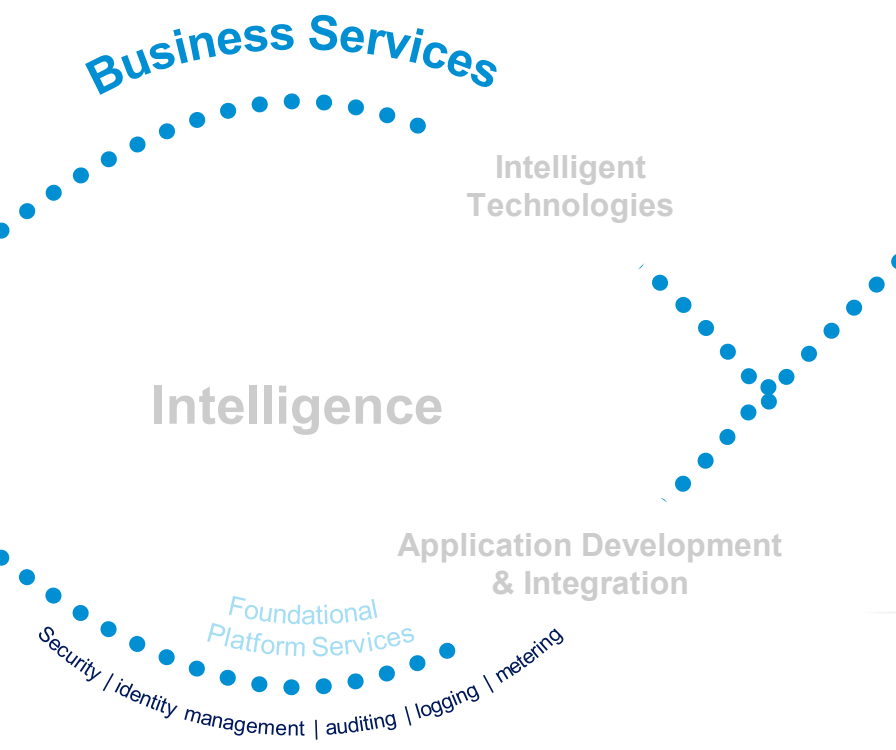 Business Services
Intelligent
Technologies
Intelligence
Application Development
& Integration
Foundational
Platform Services
Security | identity management | auditing | logging | metering